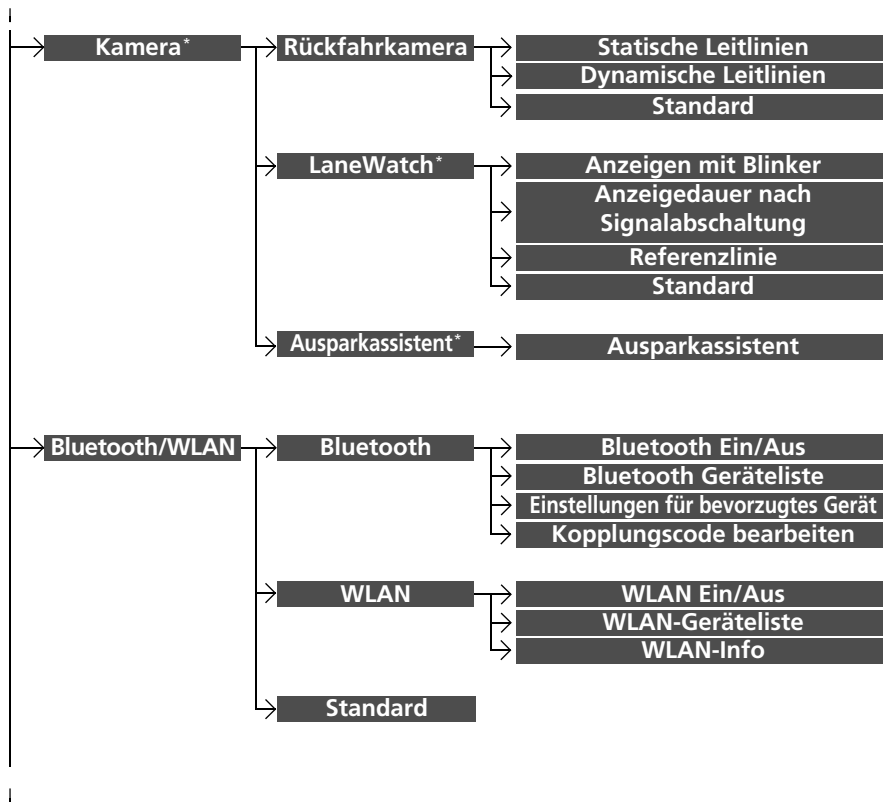 Kamera*
Rückfahrkamera
Statische Leitlinien
Dynamische Leitlinien
Standard
LaneWatch*
Anzeigen mit Blinker
Anzeigedauer nach
Signalabschaltung
Referenzlinie
Standard
Ausparkassistent*
Ausparkassistent
Bluetooth/WLAN
Bluetooth
Bluetooth Ein/Aus
Bluetooth Geräteliste
Einstellungen für bevorzugtes Gerät
Kopplungscode bearbeiten
WLAN
WLAN Ein/Aus
WLAN-Geräteliste
WLAN-Info
Standard